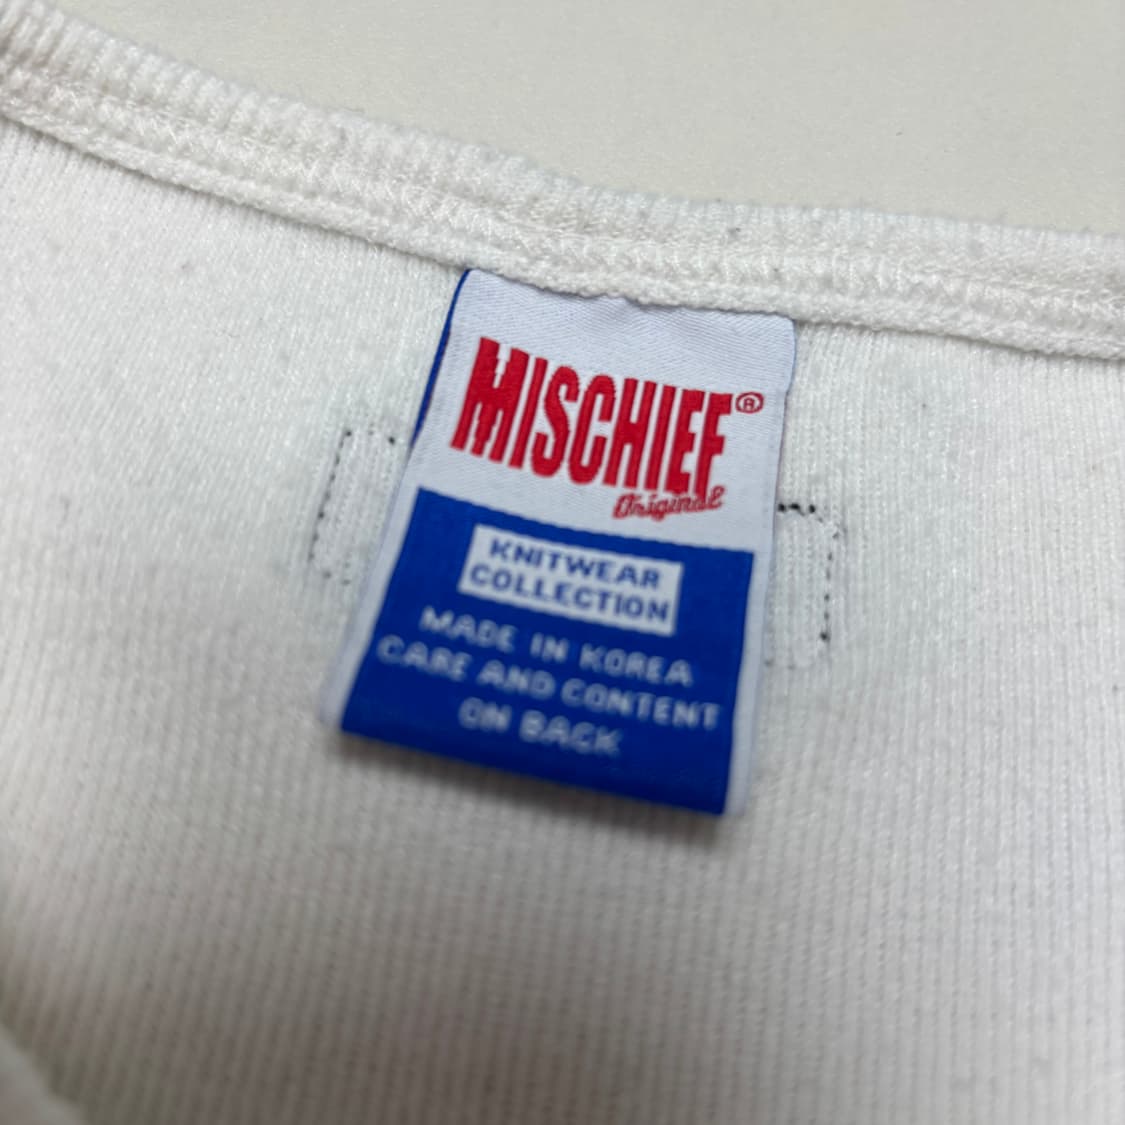 MISCHIEF®
Original
KNITWEAR
COLLECTION
MADE IN KOREA
CARE AND CONTENT
ON BACK